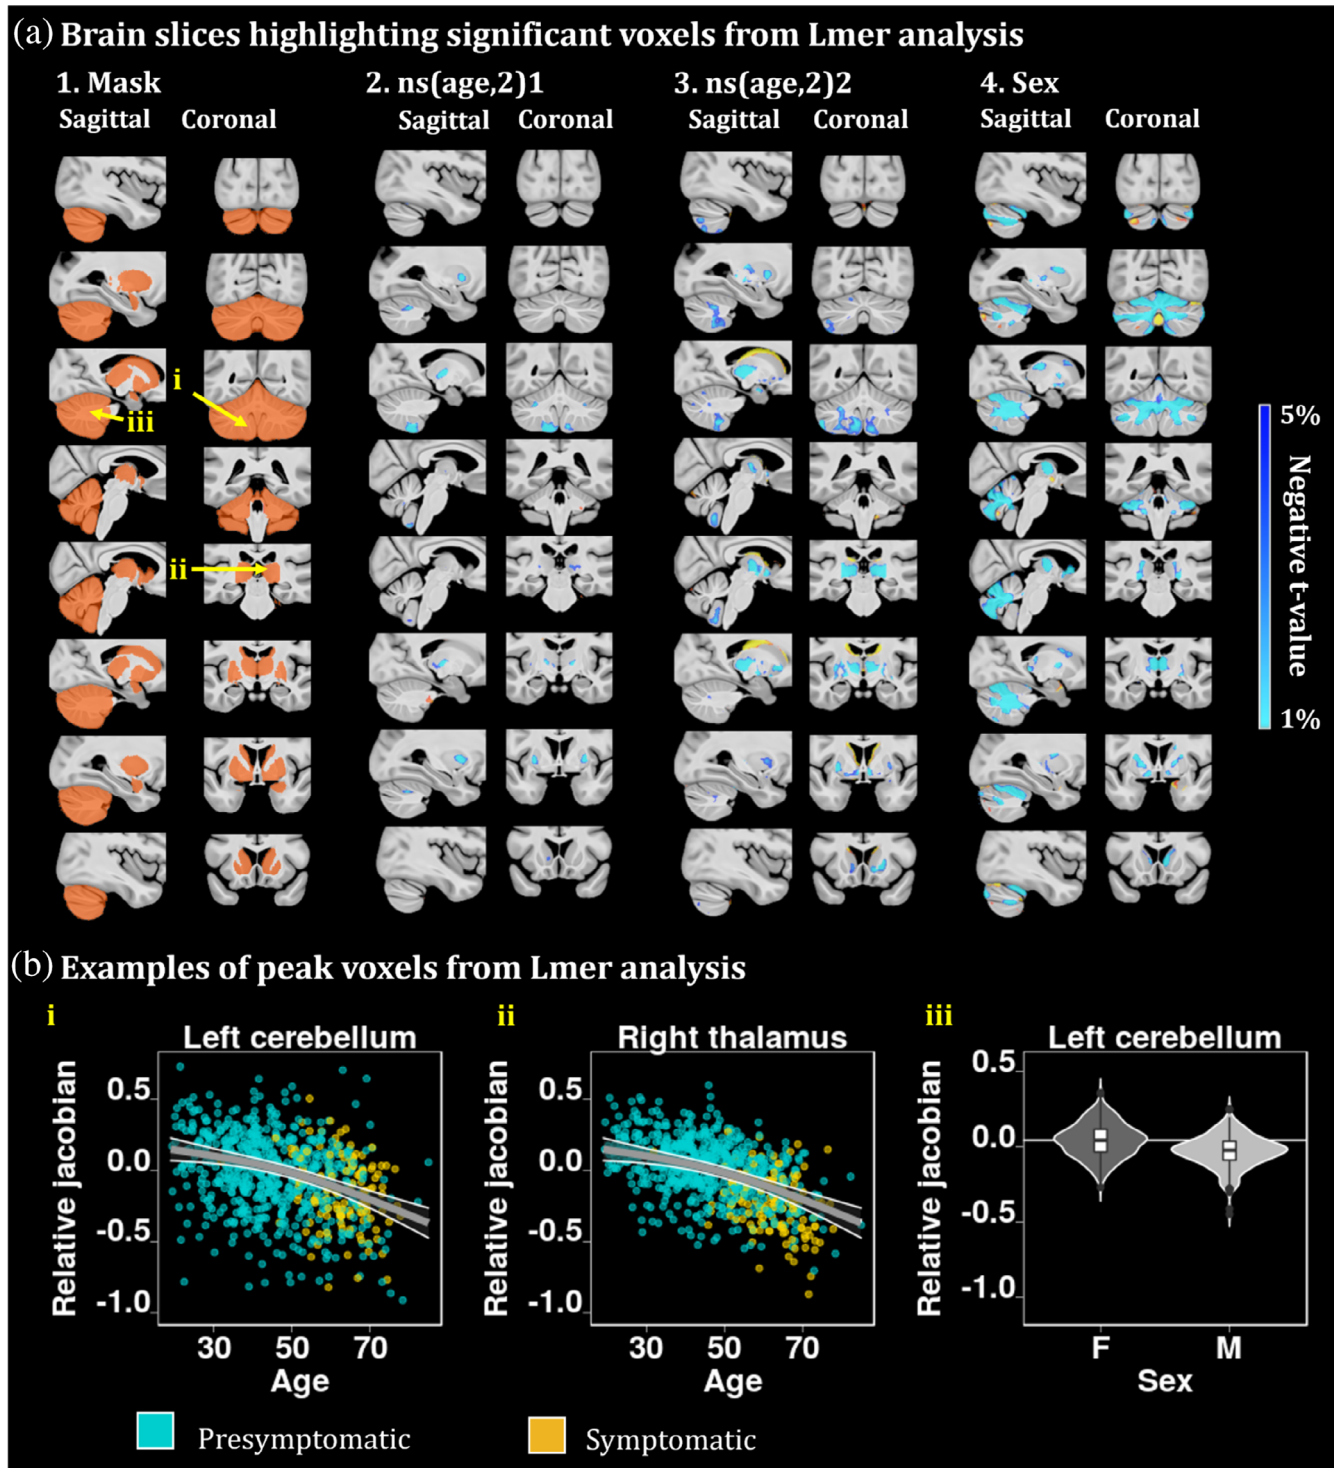 (a) Brain slices highlighting significant voxels from Lmer analysis
1. Mask 2. ns(age,2)1 3. ns(age,2)2 4. Sex
Sagittal Coronal Sagittal Coronal Sagittal Coronal Sagittal Coronal
i
iii
ii
5%
Negative t-value
1%
(b) Examples of peak voxels from Lmer analysis
i ii iii
Left cerebellum Right thalamus Left cerebellum
Relative jacobian
0.5
0.0
-0.5
-1.0
30 50 70
Age
Relative jacobian
0.5
0.0
-0.5
-1.0
30 50 70
Age
Relative jacobian
0.5
0.0
-0.5
-1.0
F M
Sex
Presymptomatic Symptomatic